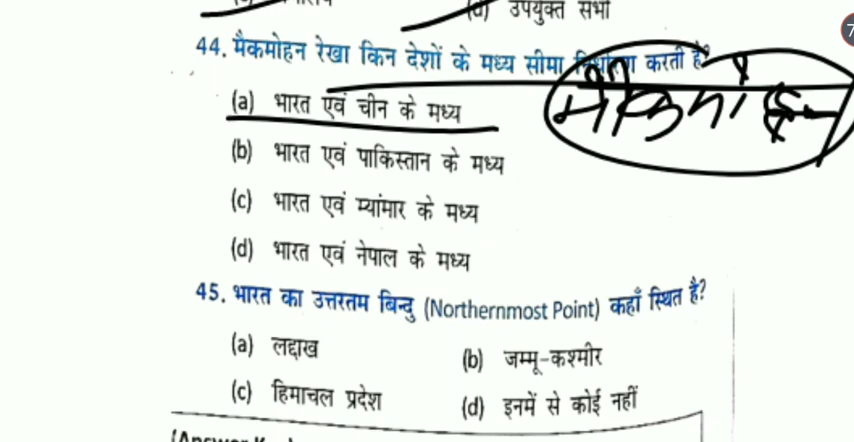 (d) उपर्युक्त सभी
44. मैकमोहन रेखा किन देशों के मध्य सीमा निर्धारण करती है?
(a) भारत एवं चीन के मध्य
(b) भारत एवं पाकिस्तान के मध्य
(c) भारत एवं म्यांमार के मध्य
(d) भारत एवं नेपाल के मध्य
45. भारत का उत्तरतम बिन्दु (Northernmost Point) कहाँ स्थित है?
(a) लद्दाख (b) जम्मू-कश्मीर
(c) हिमाचल प्रदेश (d) इनमें से कोई नहीं